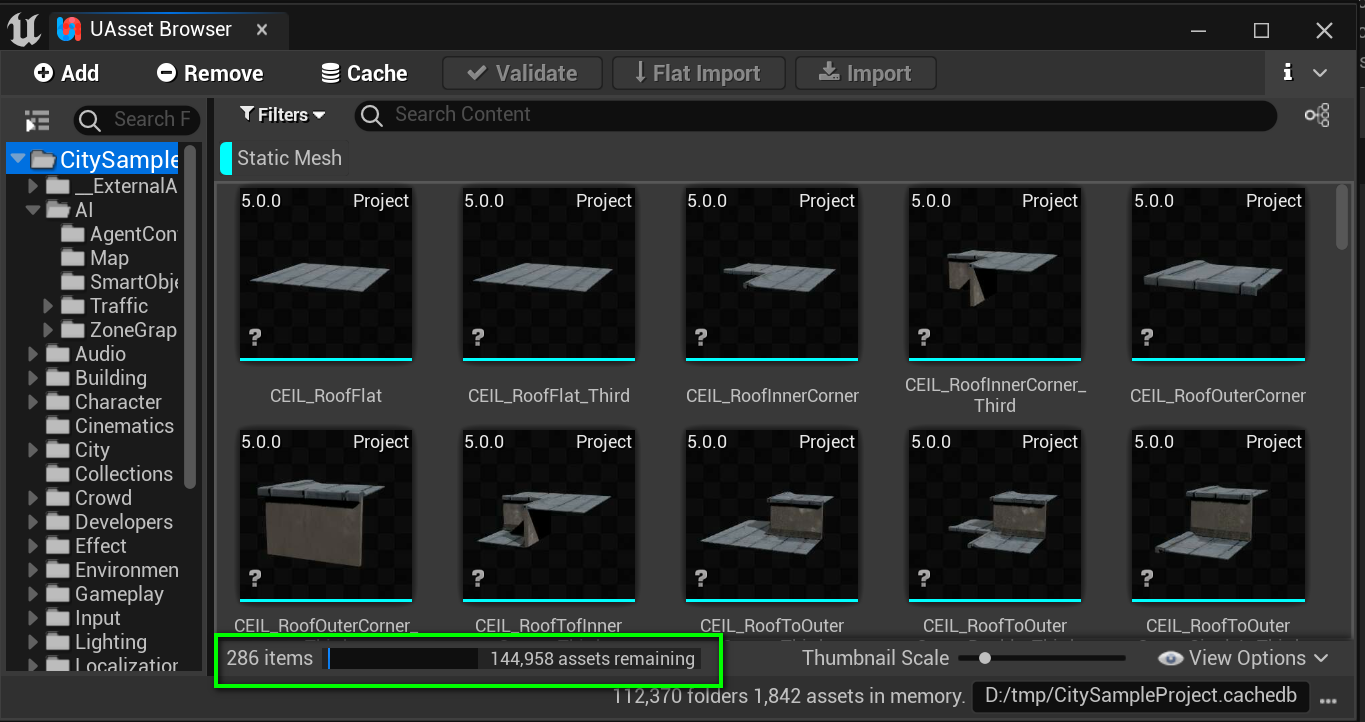 UAsset Browser
Add Remove Cache Validate Flat Import Import
Search F
Filters Search Content
Static Mesh
CitySample
__ExternalA
AI
AgentCon
Map
SmartObje
Traffic
ZoneGrap
Audio
Building
Character
Cinematics
City
Collections
Crowd
Developers
Effect
Environmen
Gameplay
Input
Lighting
Localization
5.0.0 Project 5.0.0 Project 5.0.0 Project 5.0.0 Project 5.0.0 Project
? ? ? ? ?
CEIL_RoofFlat
CEIL_RoofFlat_Third
CEIL_RoofInnerCorner
CEIL_RoofInnerCorner_
Third
CEIL_RoofOuterCorner
5.0.0 Project 5.0.0 Project 5.0.0 Project 5.0.0 Project 5.0.0 Project
? ? ? ? ?
CEIL_RoofOuterCorner_
CEIL_RoofTofInner
CEIL_RoofToOuter
CEIL_RoofToOuter
CEIL_RoofToOuter
286 items 144,958 assets remaining Thumbnail Scale View Options
112,370 folders 1,842 assets in memory. D:/tmp/CitySampleProject.cachedb ...